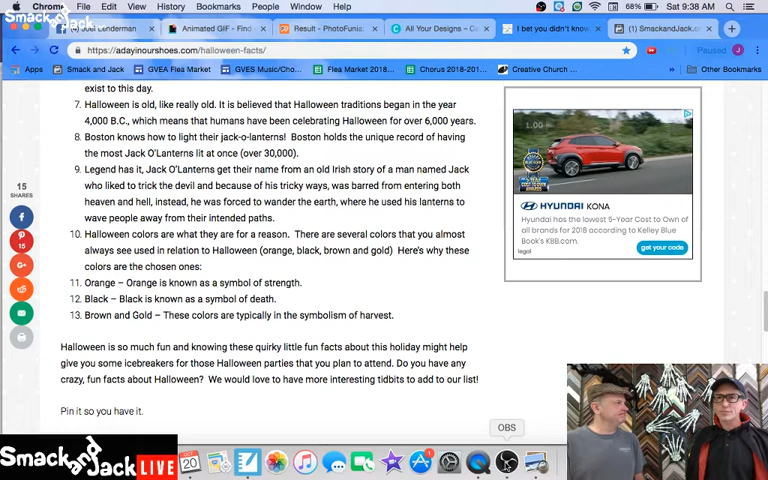 Smack and Jack
Chrome File Edit View History Bookmarks People Window Help
68% Sat 9:38 AM
Joel Lenderman
Animated GIF - Find
Result - PhotoFunia:
All Your Designs – Ca
I bet you didn't know
SmackandJack.
https://adayinourshoes.com/halloween-facts/
Paused
Apps Smack and Jack GVEA Flea Market GVES Music/Cho... Flea Market 2018... Chorus 2018-201... Creative Church ... » Other Bookmarks
exist to this day.
7. Halloween is old, like really old. It is believed that Halloween traditions began in the year
4,000 B.C., which means that humans have been celebrating Halloween for over 6,000 years.
8. Boston knows how to light their jack-o-lanterns! Boston holds the unique record of having
the most Jack O'Lanterns lit at once (over 30,000).
9. Legend has it, Jack O'Lanterns get their name from an old Irish story of a man named Jack
who liked to trick the devil and because of his tricky ways, was barred from entering both
heaven and hell, instead, he was forced to wander the earth, where he used his lanterns to
wave people away from their intended paths.
10. Halloween colors are what they are for a reason. There are several colors that you almost
always see used in relation to Halloween (orange, black, brown and gold) Here's why these
colors are the chosen ones:
11. Orange – Orange is known as a symbol of strength.
12. Black – Black is known as a symbol of death.
13. Brown and Gold – These colors are typically in the symbolism of harvest.
Halloween is so much fun and knowing these quirky little fun facts about this holiday might help
give you some icebreakers for those Halloween parties that you plan to attend. Do you have any
crazy, fun facts about Halloween? We would love to have more interesting tidbits to add to our list!
Pin it so you have it.
15
SHARES
15
1.00
HYUNDAI KONA
Hyundai has the lowest 5-Year Cost to Own of
all brands for 2018 according to Kelley Blue
Book's KBB.com.
legal
get your code
OBS
OCT
20
1
Smack and Jack LIVE